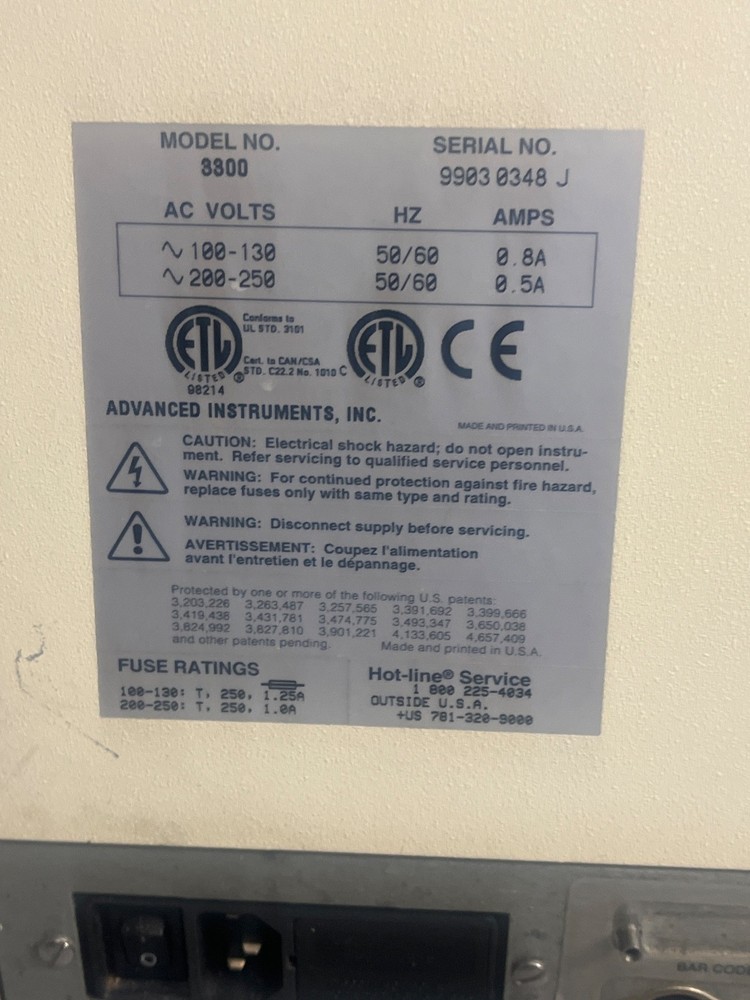 MODEL NO. SERIAL NO.
3300 9903 0348 J
AC VOLTS HZ AMPS
∿ 100-130 50/60 0.8A
∿ 200-250 50/60 0.5A
Conforms to
UL STD. 3101
ETL ETL CE
Cert. to CAN/CSA
STD. C22.2 No. 1010 C
LISTED ® LISTED ®
98214
ADVANCED INSTRUMENTS, INC.
MADE AND PRINTED IN U.S.A.
CAUTION: Electrical shock hazard; do not open instru-
ment. Refer servicing to qualified service personnel.
WARNING: For continued protection against fire hazard,
replace fuses only with same type and rating.
WARNING: Disconnect supply before servicing.
AVERTISSEMENT: Coupez l'alimentation
avant l'entretien et le dépannage.
Protected by one or more of the following U.S. patents:
3,203,226 3,263,487 3,257,565 3,391,692 3,399,666
3,419,438 3,431,781 3,474,775 3,493,347 3,650,038
3,824,992 3,827,810 3,901,221 4,133,605 4,657,409
and other patents pending. Made and printed in U.S.A.
FUSE RATINGS
100-130: T, 250, 1.25A
200-250: T, 250, 1.0A
Hot-line® Service
1 800 225-4034
OUTSIDE U.S.A.
+US 781-320-9000
BAR CODE